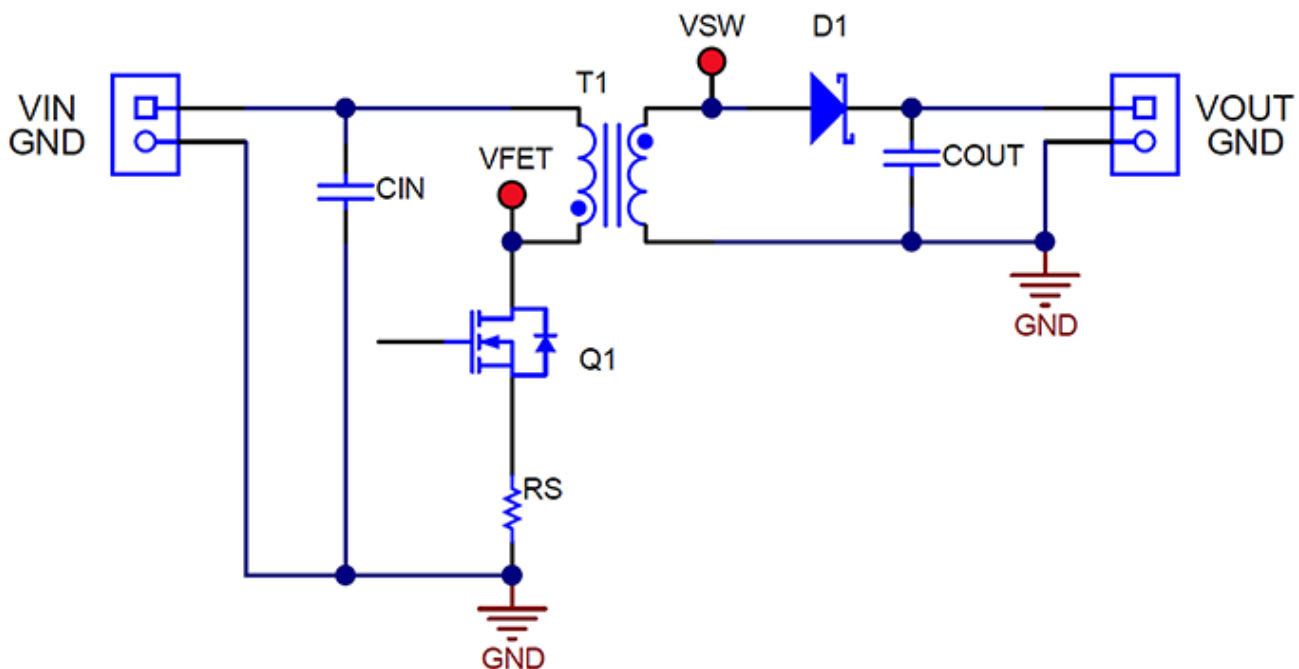 VSW
D1
T1
VIN
GND
VOUT
GND
VFET
COUT
CIN
Q1
GND
RS
GND